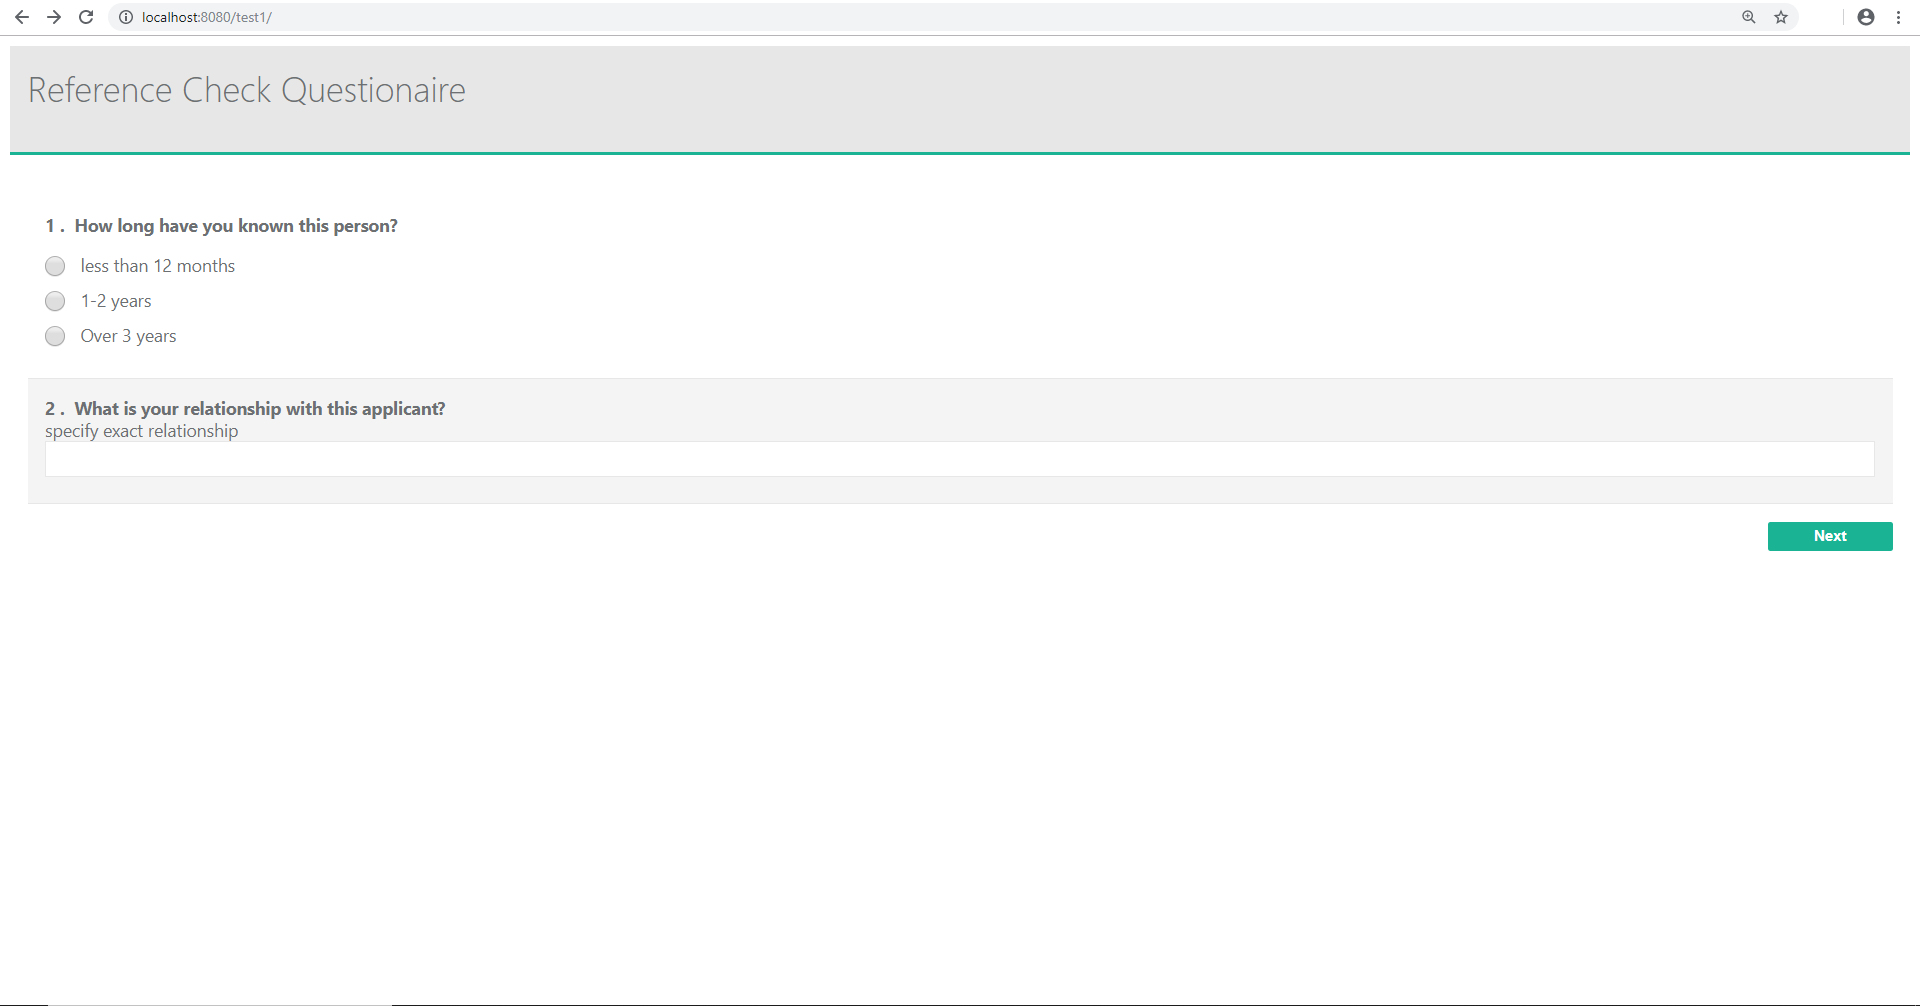 localhost:8080/test1/
Reference Check Questionaire
1 . How long have you known this person?
less than 12 months
1-2 years
Over 3 years
2 . What is your relationship with this applicant?
specify exact relationship
Next